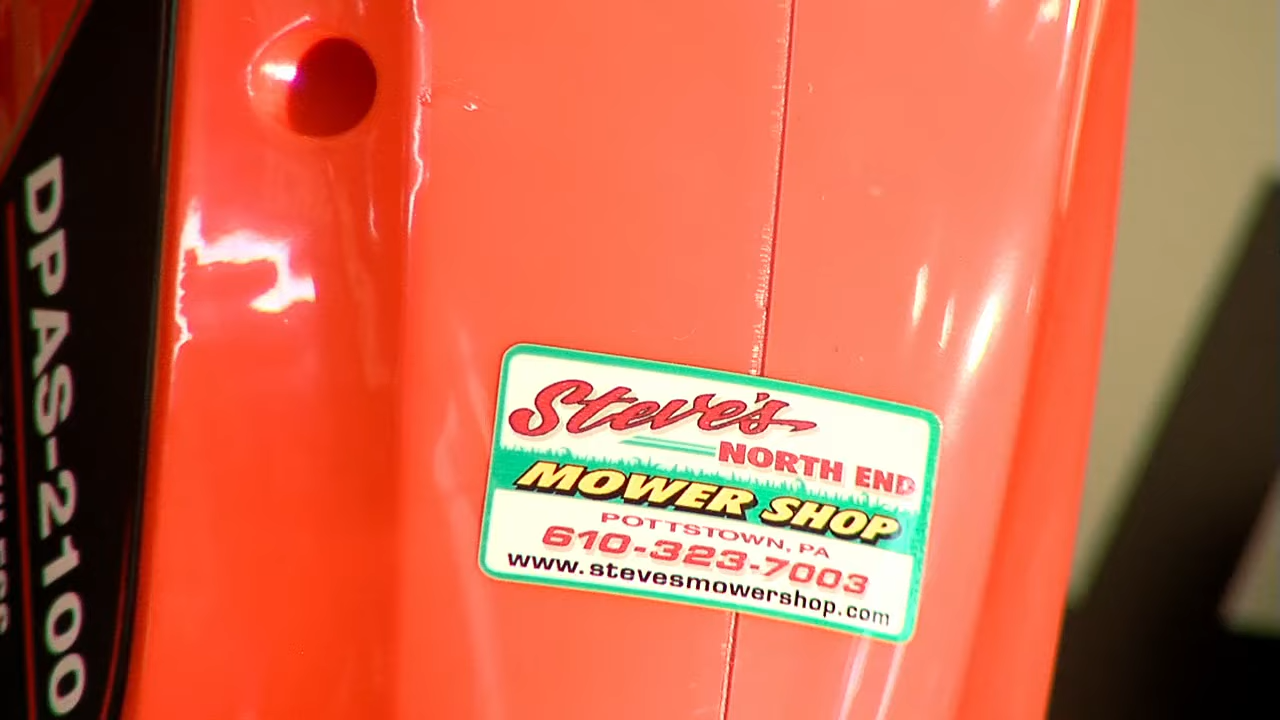 DPAS-2100
Steve's
NORTH END
MOWER SHOP
POTTSTOWN, PA
610-323-7003
www.stevesmowershop.com